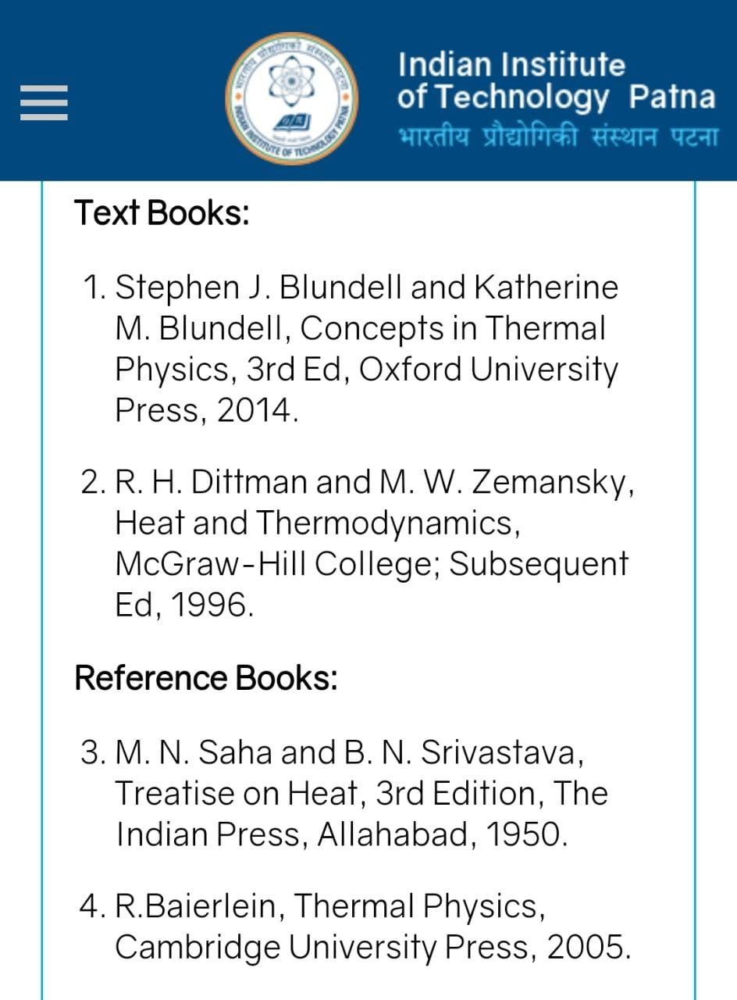 Indian Institute
of Technology Patna
भारतीय प्रौद्योगिकी संस्थान पटना
भारतीय प्रौद्योगिकी संस्थान पटना
INDIAN INSTITUTE OF TECHNOLOGY PATNA
Text Books:
1. Stephen J. Blundell and Katherine
M. Blundell, Concepts in Thermal
Physics, 3rd Ed, Oxford University
Press, 2014.
2. R. H. Dittman and M. W. Zemansky,
Heat and Thermodynamics,
McGraw-Hill College; Subsequent
Ed, 1996.
Reference Books:
3. M. N. Saha and B. N. Srivastava,
Treatise on Heat, 3rd Edition, The
Indian Press, Allahabad, 1950.
4. R.Baierlein, Thermal Physics,
Cambridge University Press, 2005.